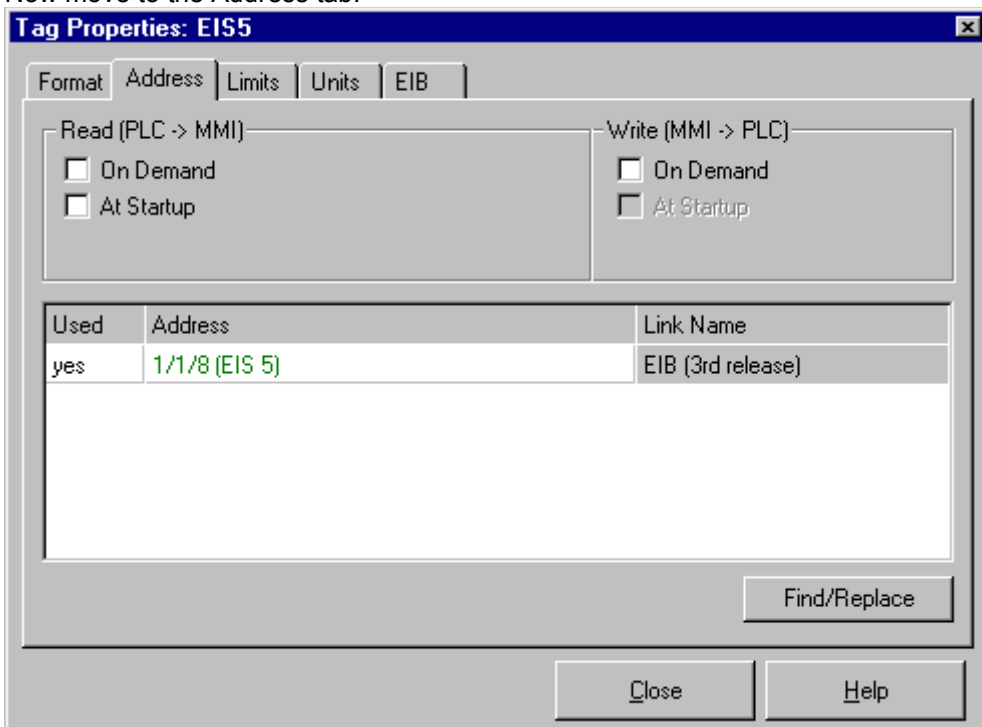 Now move to the Address tab.
Tag Properties: EIS5
Format Address Limits Units EIB
Read (PLC -> MMI) Write (MMI -> PLC)
On Demand On Demand
At Startup At Startup
Used Address Link Name
yes 1/1/8 (EIS 5) EIB (3rd release)
Find/Replace
Close Help